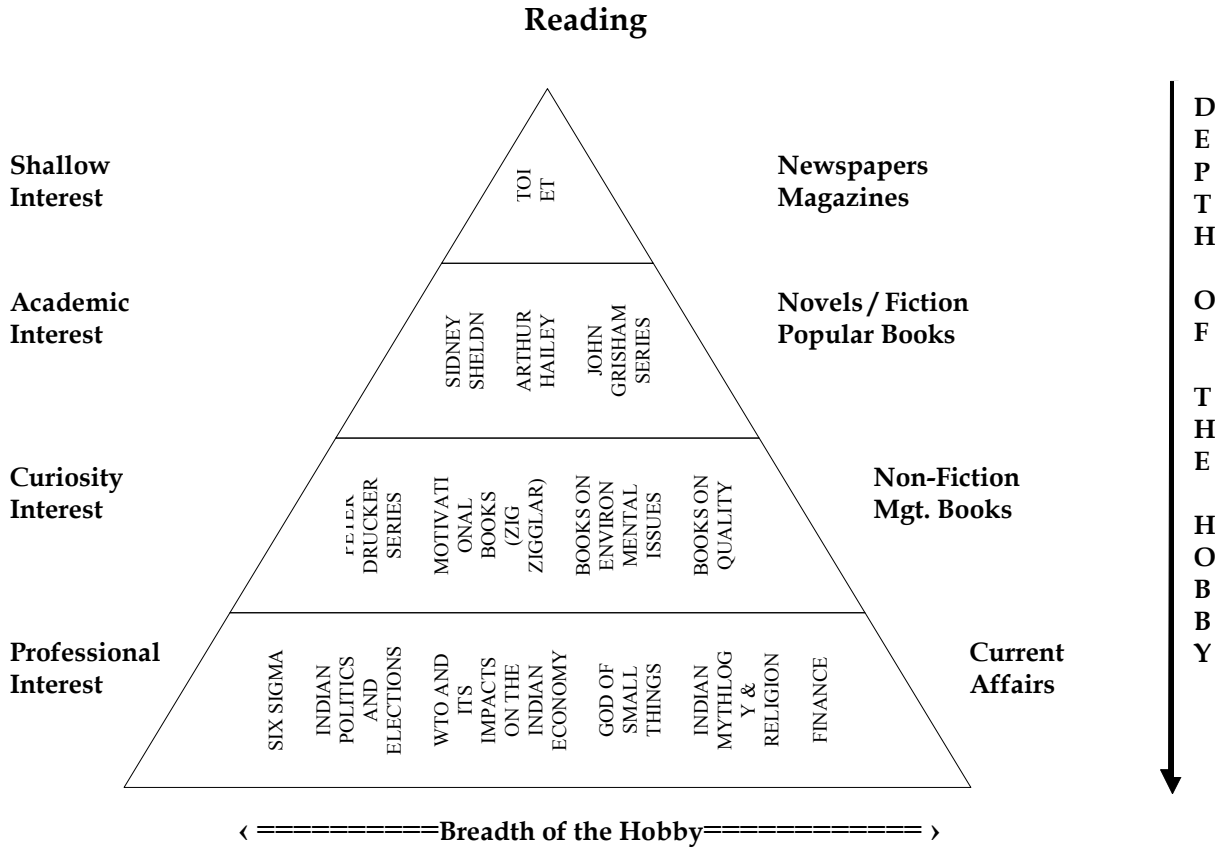 Reading
Shallow
Interest
TOI
ET
Newspapers
Magazines
Academic
Interest
SIDNEY
SHELDN
ARTHUR
HAILEY
JOHN
GRISHAM
SERIES
Novels / Fiction
Popular Books
Curiosity
Interest
PETER
DRUCKER
SERIES
MOTIVATI
ONAL
BOOKS
(ZIG
ZIGGLAR)
BOOKS ON
ENVIRON
MENTAL
ISSUES
BOOKS ON
QUALITY
Non-Fiction
Mgt. Books
Professional
Interest
SIX SIGMA
INDIAN
POLITICS
AND
ELECTIONS
WTO AND
ITS
IMPACTS
ON THE
INDIAN
ECONOMY
GOD OF
SMALL
THINGS
INDIAN
MYTHLOG
Y &
RELIGION
FINANCE
Current
Affairs
‹ ==========Breadth of the Hobby============ ›
DEPTH OF THE HOBBY